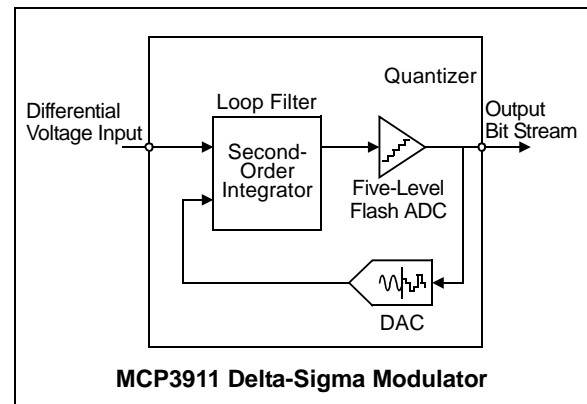 Quantizer
Differential
Voltage Input
Loop Filter
Output
Bit Stream
Second-
Order
Integrator
Five-Level
Flash ADC
DAC
MCP3911 Delta-Sigma Modulator